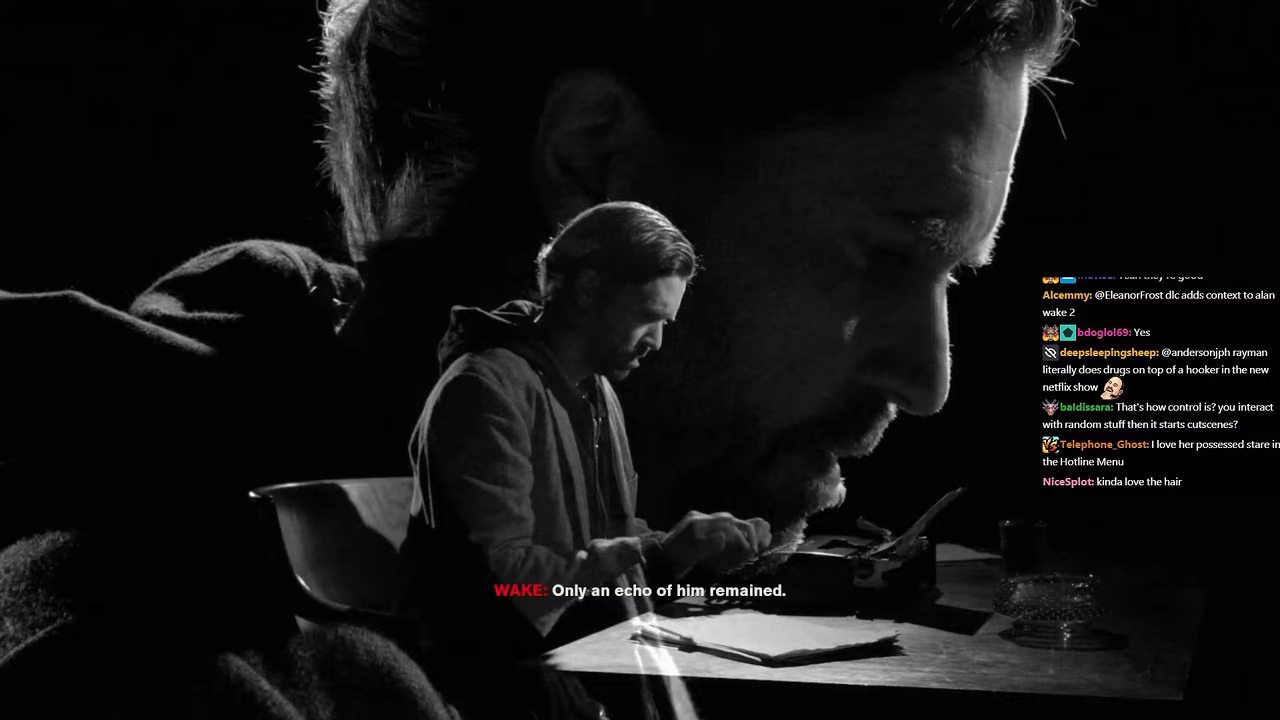 Alcemmy: @EleanorFrost dlc adds context to alan
wake 2
bdoglol69: Yes
deepsleepingsheep: @andersonjph rayman
literally does drugs on top of a hooker in the new
netflix show
baldissara: That's how control is? you interact
with random stuff then it starts cutscenes?
Telephone_Ghost: I love her possessed stare in
the Hotline Menu
NiceSplot: kinda love the hair
WAKE: Only an echo of him remained.